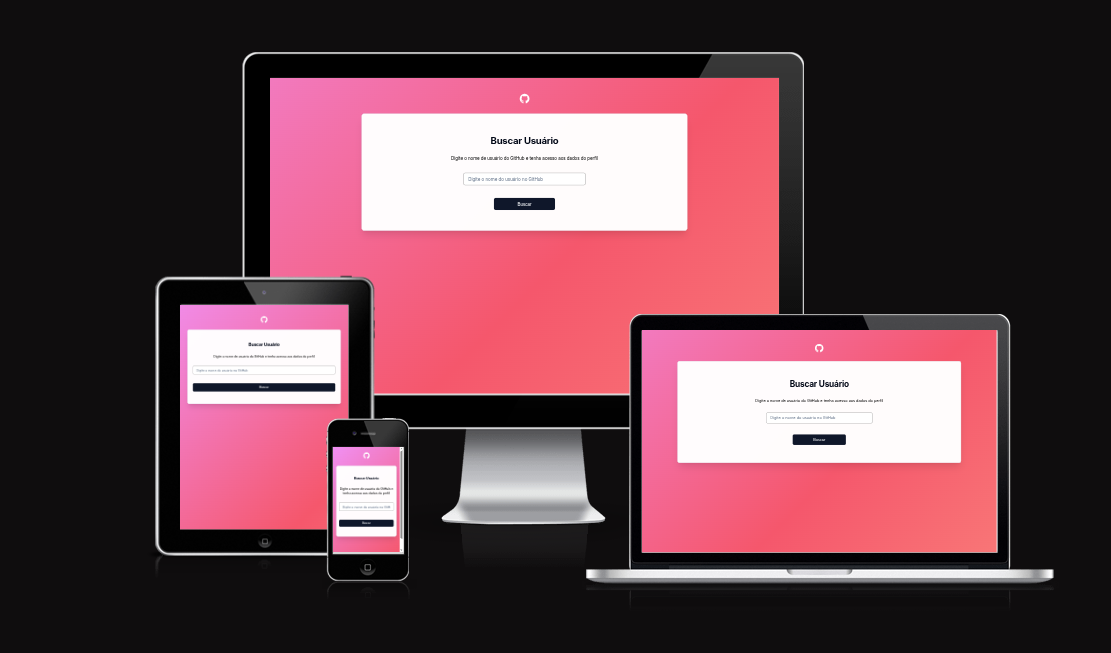 Buscar Usuário
Digite o nome de usuário do GitHub e tenha acesso aos dados do perfil
Digite o nome do usuário no GitHub
Buscar
Buscar Usuário
Digite o nome de usuário do GitHub e tenha acesso aos dados do perfil
Digite o nome do usuário no GitHub
Buscar
Buscar Usuário
Digite o nome de usuário do GitHub e
tenha acesso aos dados do perfil
Digite o nome do usuário no GitH
Buscar
Buscar Usuário
Digite o nome de usuário do GitHub e tenha acesso aos dados do perfil
Digite o nome do usuário no GitHub
Buscar